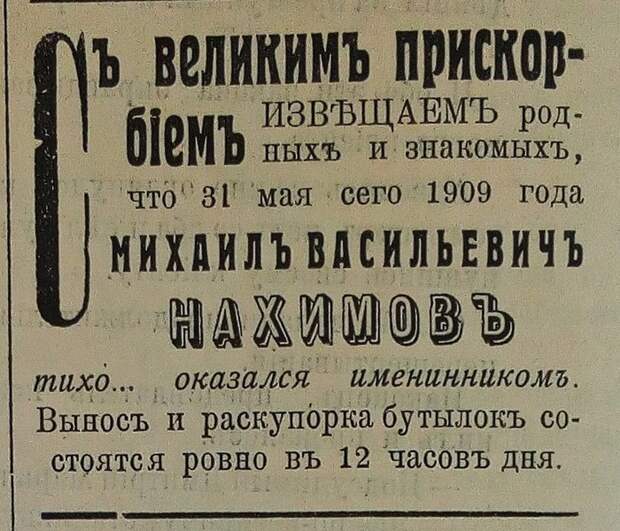 Съ великимъ прискор-
бiемъ ИЗВѢЩАЕМЪ род-
ныхъ и знакомыхъ,
что 31 мая сего 1909 года
МИХАИЛЪ ВАСИЛЬЕВИЧЪ
НАХИМОВЪ
тихо... оказался именинникомъ.
Выносъ и раскупорка бутылокъ со-
стоятся ровно въ 12 часовъ дня.